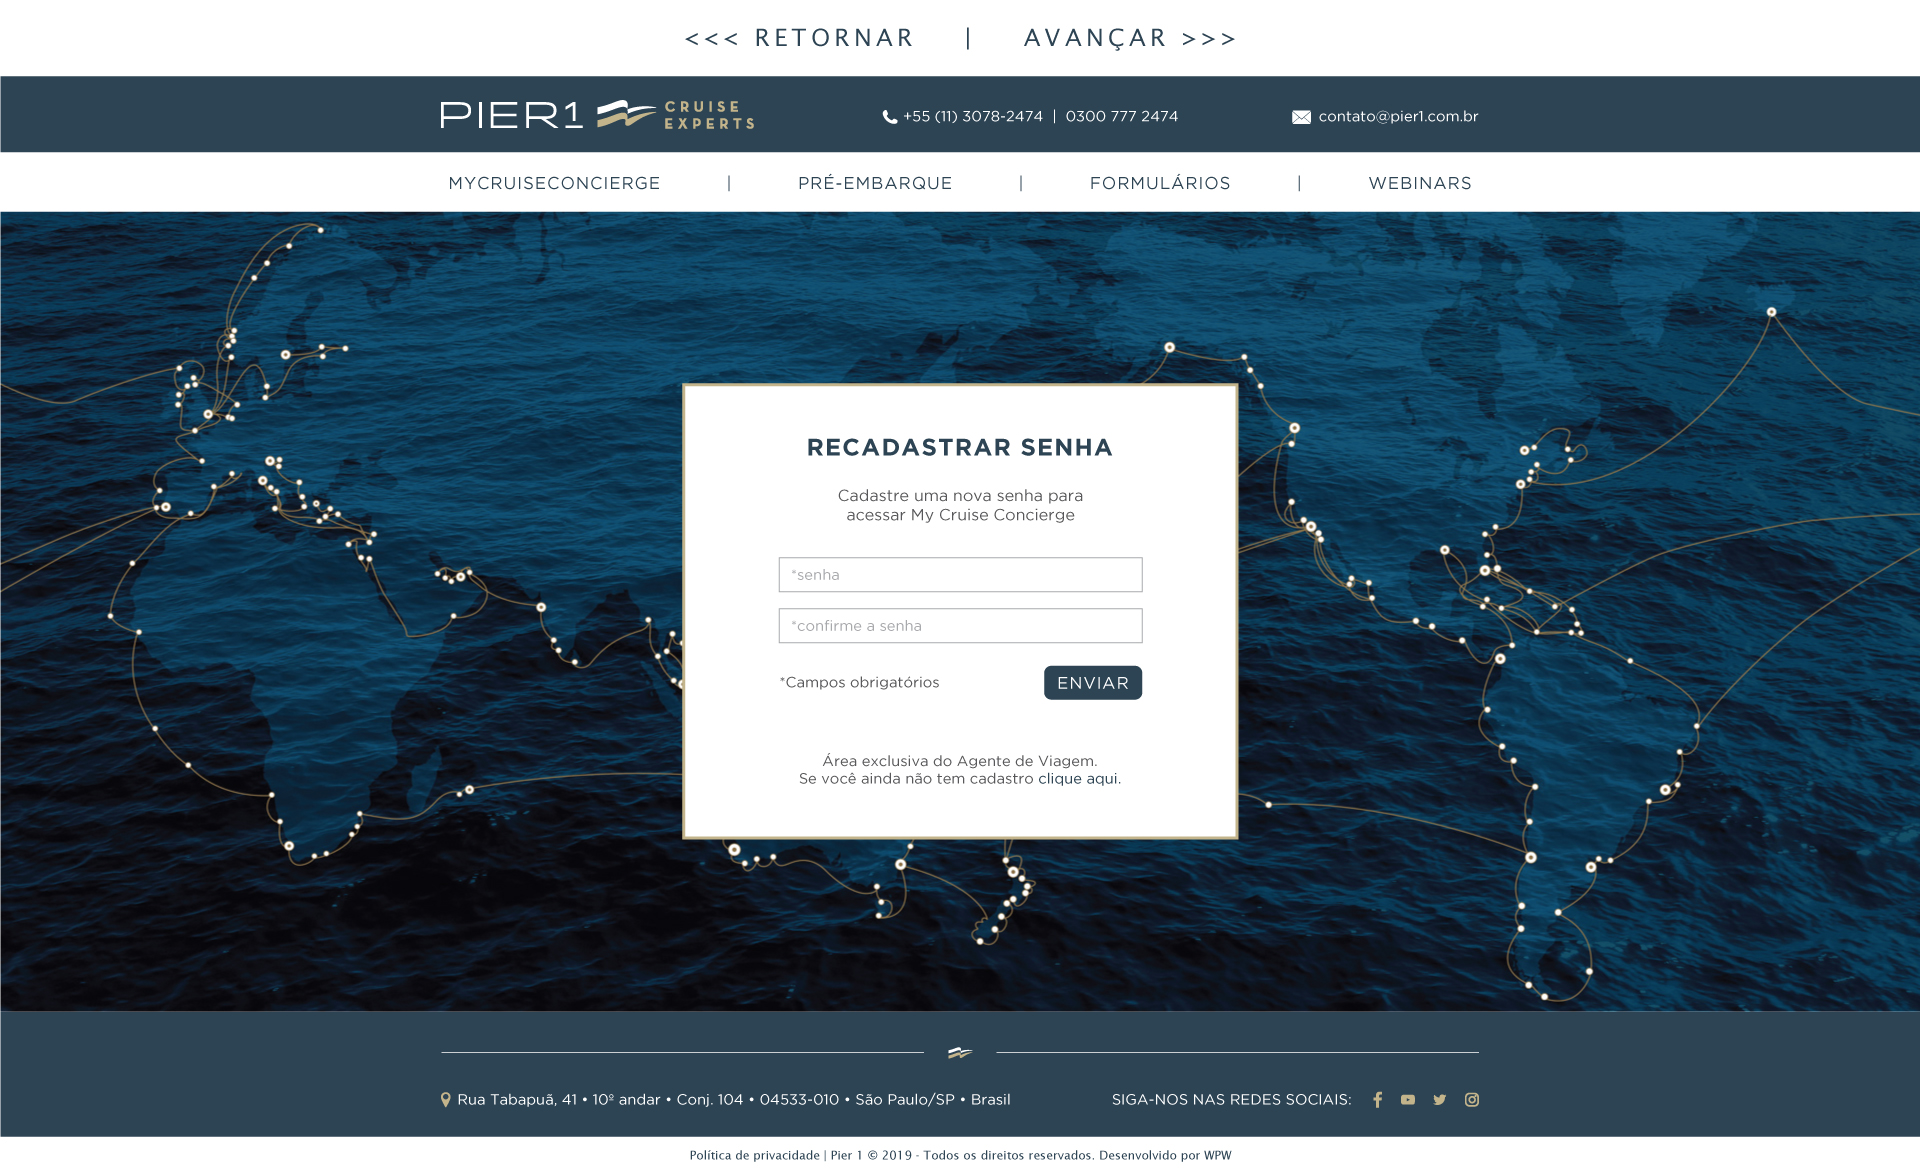 <<< RETORNAR | AVANÇAR >>>
PIER1 CRUISE EXPERTS
+55 (11) 3078-2474 | 0300 777 2474
contato@pier1.com.br
MYCRUISECONCIERGE | PRÉ-EMBARQUE | FORMULÁRIOS | WEBINARS
RECADASTRAR SENHA
Cadastre uma nova senha para
acessar My Cruise Concierge
*senha
*confirme a senha
*Campos obrigatórios
ENVIAR
Área exclusiva do Agente de Viagem.
Se você ainda não tem cadastro clique aqui.
Rua Tabapuã, 41 • 10º andar • Conj. 104 • 04533-010 • São Paulo/SP • Brasil
SIGA-NOS NAS REDES SOCIAIS:
Política de privacidade | Pier 1 © 2019 - Todos os direitos reservados. Desenvolvido por WPW